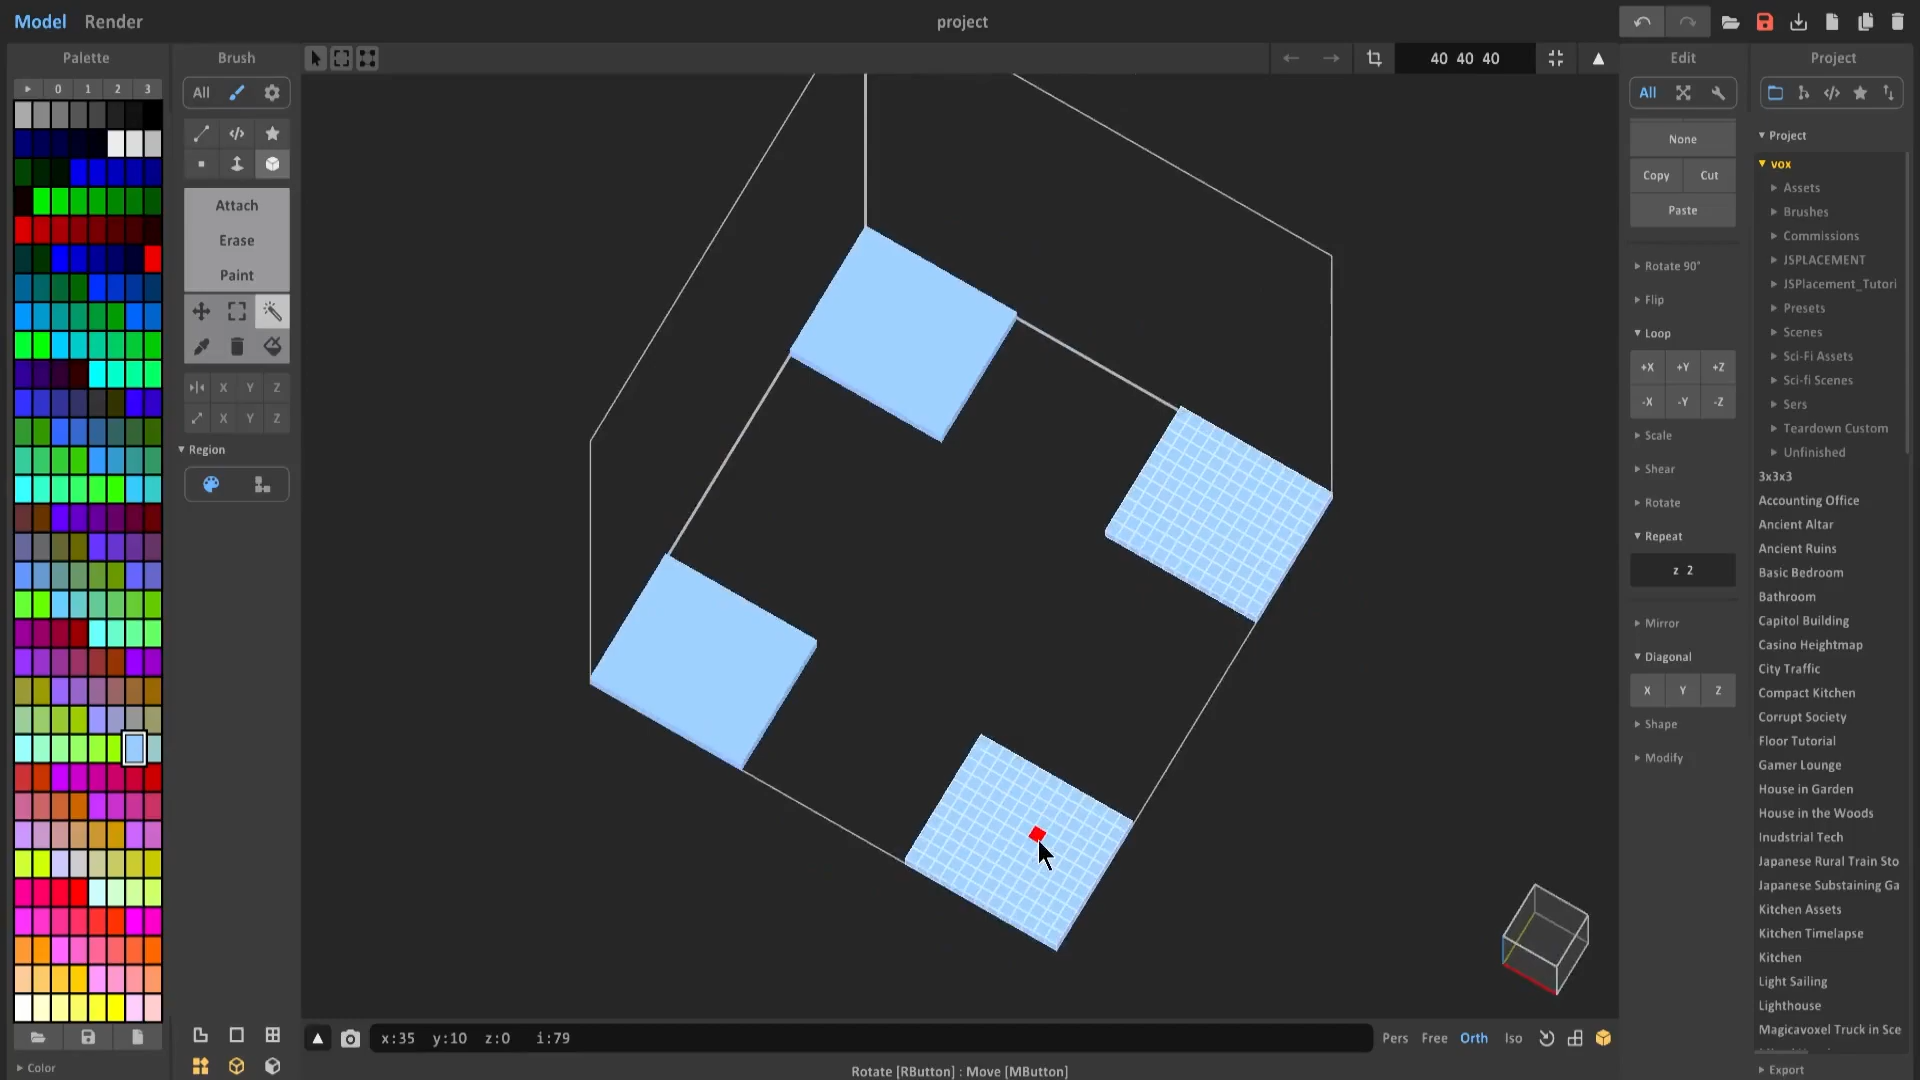 Model Render
project
Palette
Brush
40 40 40
Edit
Project
0 1 2 3
All
All
None
Copy Cut
Paste
Attach
Erase
Paint
X Y Z
X Y Z
Region
Rotate 90°
Flip
Loop
+X +Y +Z
-X -Y -Z
Scale
Shear
Rotate
Repeat
z 2
Mirror
Diagonal
X Y Z
Shape
Modify
Project
vox
Assets
Brushes
Commissions
JSPLACEMENT
JSPlacement_Tutori
Presets
Scenes
Sci-Fi Assets
Sci-fi Scenes
Sers
Teardown Custom
Unfinished
3x3x3
Accounting Office
Ancient Altar
Ancient Ruins
Basic Bedroom
Bathroom
Capitol Building
Casino Heightmap
City Traffic
Compact Kitchen
Corrupt Society
Floor Tutorial
Gamer Lounge
House in Garden
House in the Woods
Inudstrial Tech
Japanese Rural Train Sto
Japanese Substaining Ga
Kitchen Assets
Kitchen Timelapse
Kitchen
Light Sailing
Lighthouse
Magicavoxel Truck in Sce
Export
Color
x:35 y:10 z:0 i:79
Pers Free Orth Iso
Rotate [RButton] : Move [MButton]